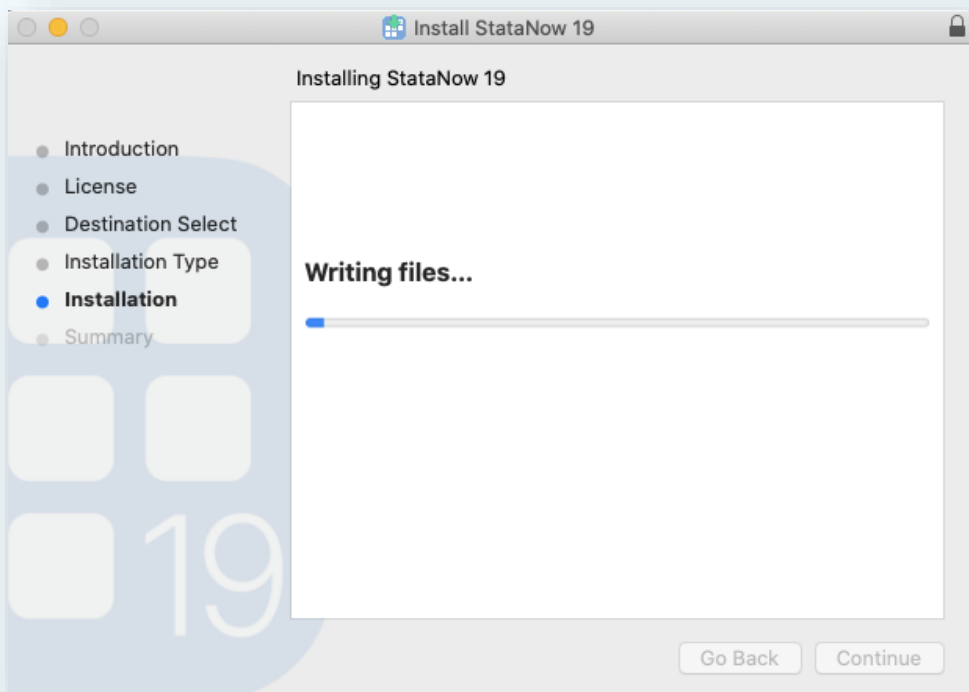 Install StataNow 19
Installing StataNow 19
Introduction
License
Destination Select
Installation Type
Installation
Summary
Writing files...
19
Go Back
Continue